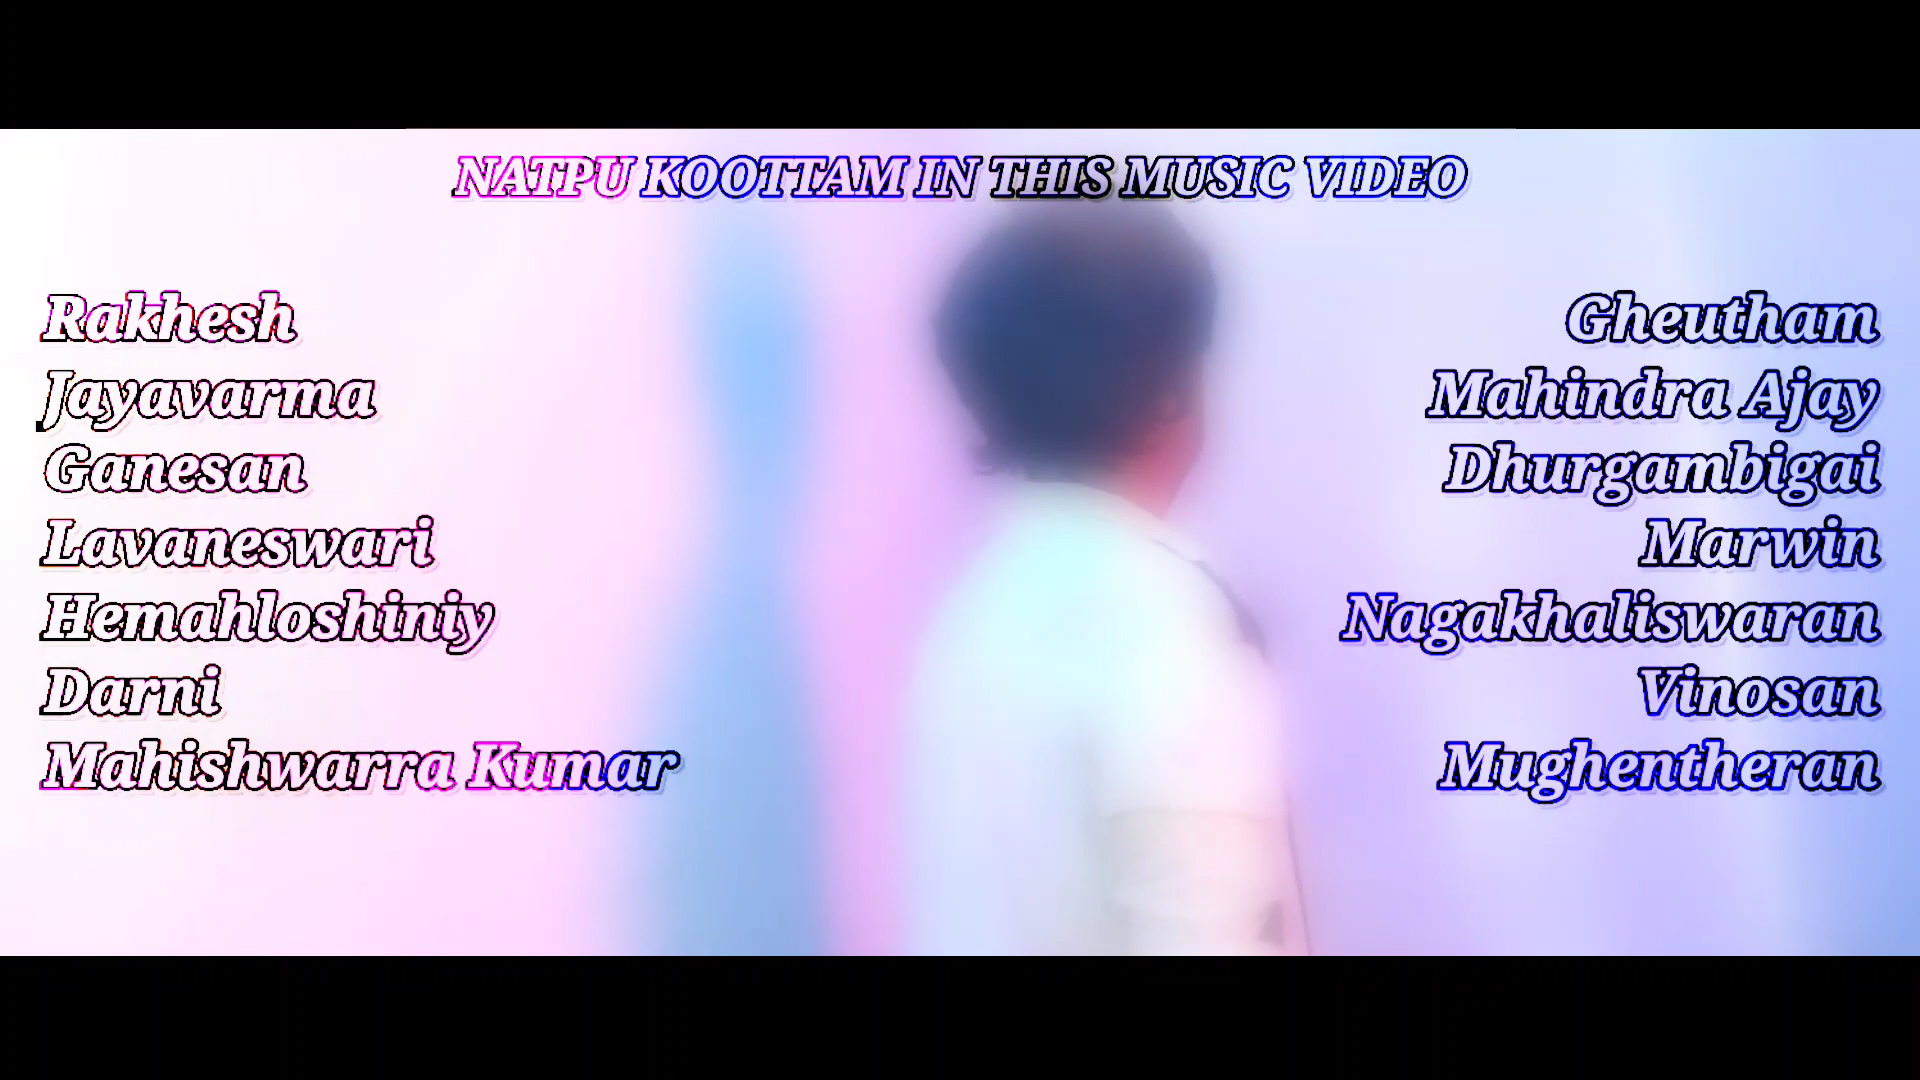 NATPU KOOTTAM IN THIS MUSIC VIDEO
Rakhesh
Jayavarma
Ganesan
Lavaneswari
Hemahloshiniy
Darni
Mahishwarra Kumar
Gheutham
Mahindra Ajay
Dhurgambigai
Marwin
Nagakhaliswaran
Vinosan
Mughentheran